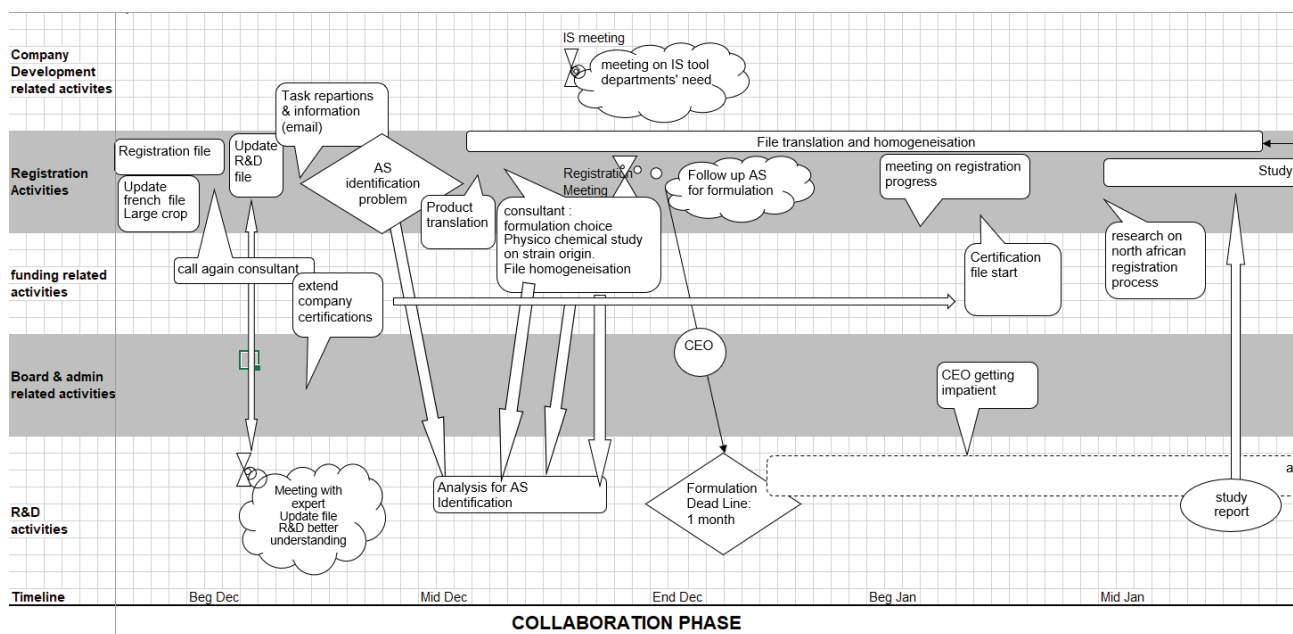 IS meeting
Company
Development
related activites
meeting on IS tool
departments' need
Task repartions
& information
(email)
Registration
Activities
Registration file
Update
french file
Large crop
Update
R&D
file
AS
identification
problem
File translation and homogeneisation
Product
translation
Registration
Meeting
consultant :
formulation choice
Physico chemical study
on strain origin.
File homogeneisation
Follow up AS
for formulation
meeting on registration
progress
Study
research on
north african
registration
process
Certification
file start
funding related
activities
call again consultant
extend
company
certifications
Board & admin
related activities
CEO
CEO getting
impatient
R&D
activities
Meeting with
expert
Update file
R&D better
understanding
Analysis for AS
Identification
Formulation
Dead Line:
1 month
a
study
report
Timeline
Beg Dec
Mid Dec
End Dec
Beg Jan
Mid Jan
COLLABORATION PHASE